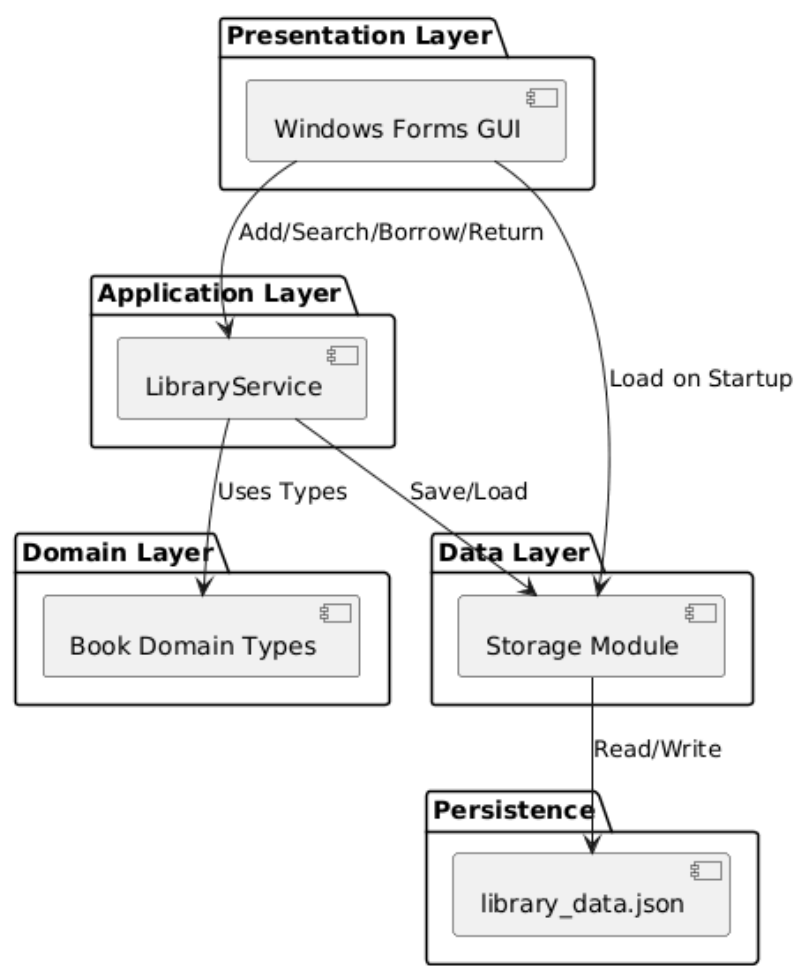 Presentation Layer
Windows Forms GUI
Add/Search/Borrow/Return
Application Layer
LibraryService
Load on Startup
Uses Types
Save/Load
Domain Layer
Data Layer
Book Domain Types
Storage Module
Read/Write
Persistence
library_data.json